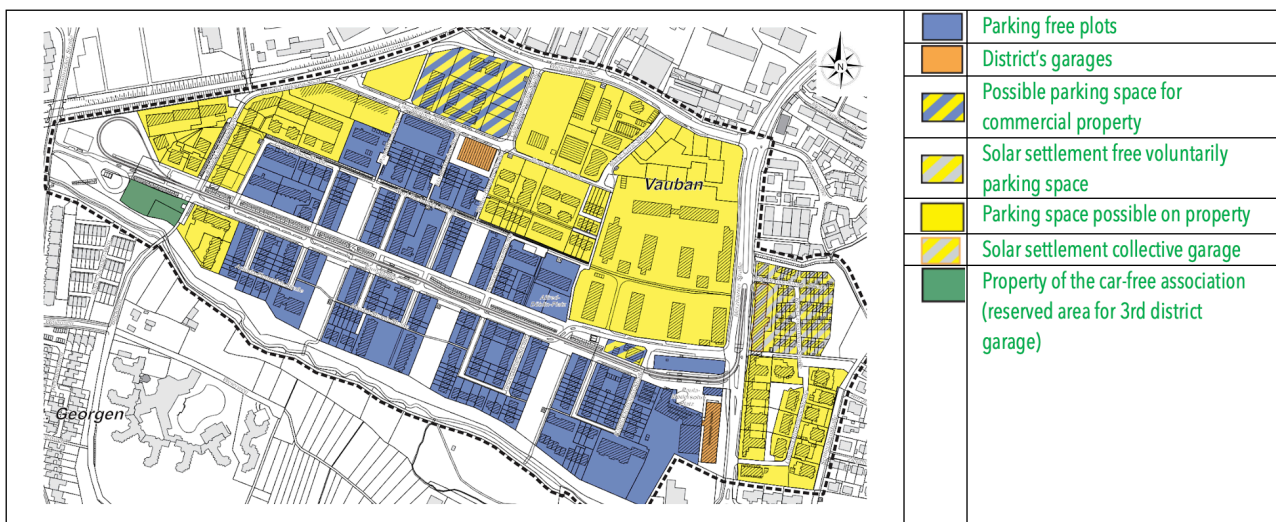 Parking free plots
District's garages
Possible parking space for
commercial property
Solar settlement free voluntarily
parking space
Parking space possible on property
Solar settlement collective garage
Property of the car-free association
(reserved area for 3rd district
garage)
N
Vauban
Georgen